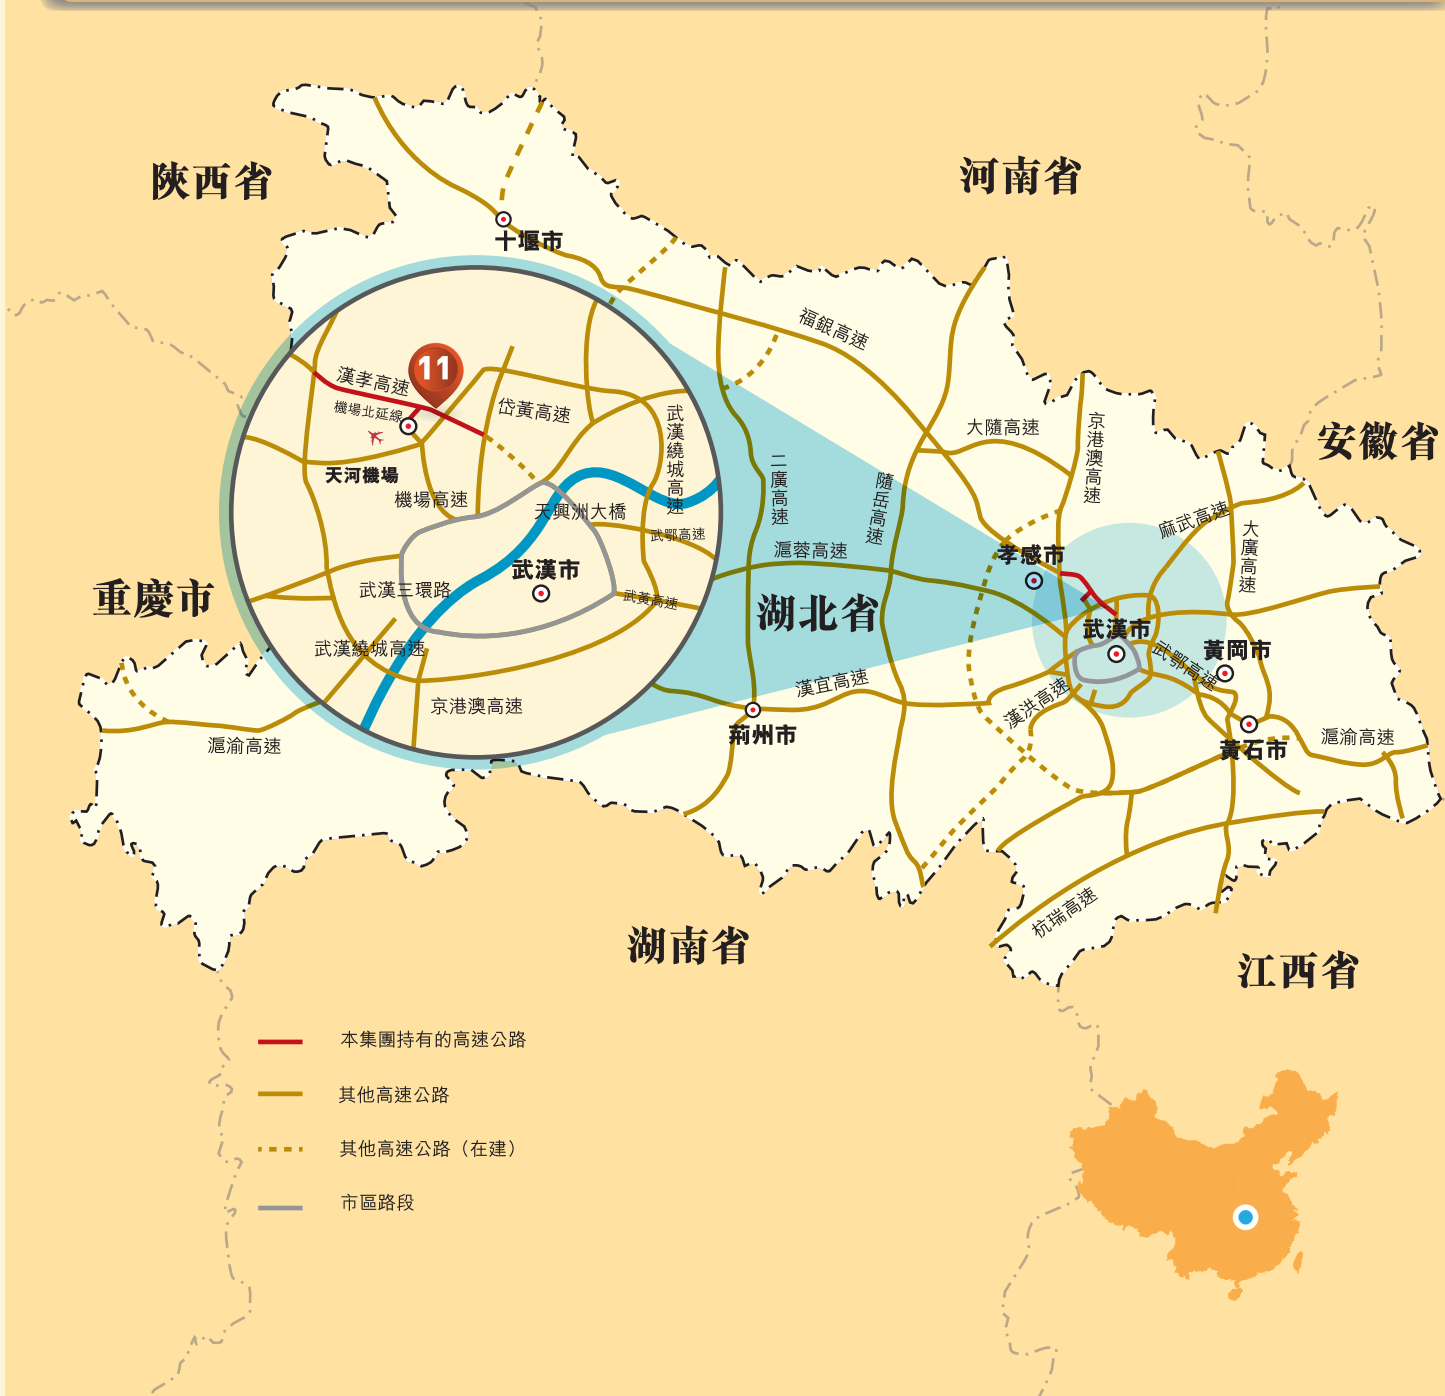 陝西省
河南省
十堰市
福銀高速
11
漢孝高速
機場北延線
岱黃高速
武漢繞城高速
大隨高速
京港澳高速
安徽省
天河機場
機場高速
天興洲大橋
二廣高速
隨岳高速
麻武高速
大廣高速
武鄂高速
滬蓉高速
孝感市
武漢市
武漢三環路
武黃高速
重慶市
湖北省
武漢市
武漢繞城高速
武鄂高速
黃岡市
京港澳高速
漢宜高速
漢洪高速
滬渝高速
荊州市
黃石市
滬渝高速
杭瑞高速
湖南省
江西省
本集團持有的高速公路
其他高速公路
其他高速公路（在建）
市區路段